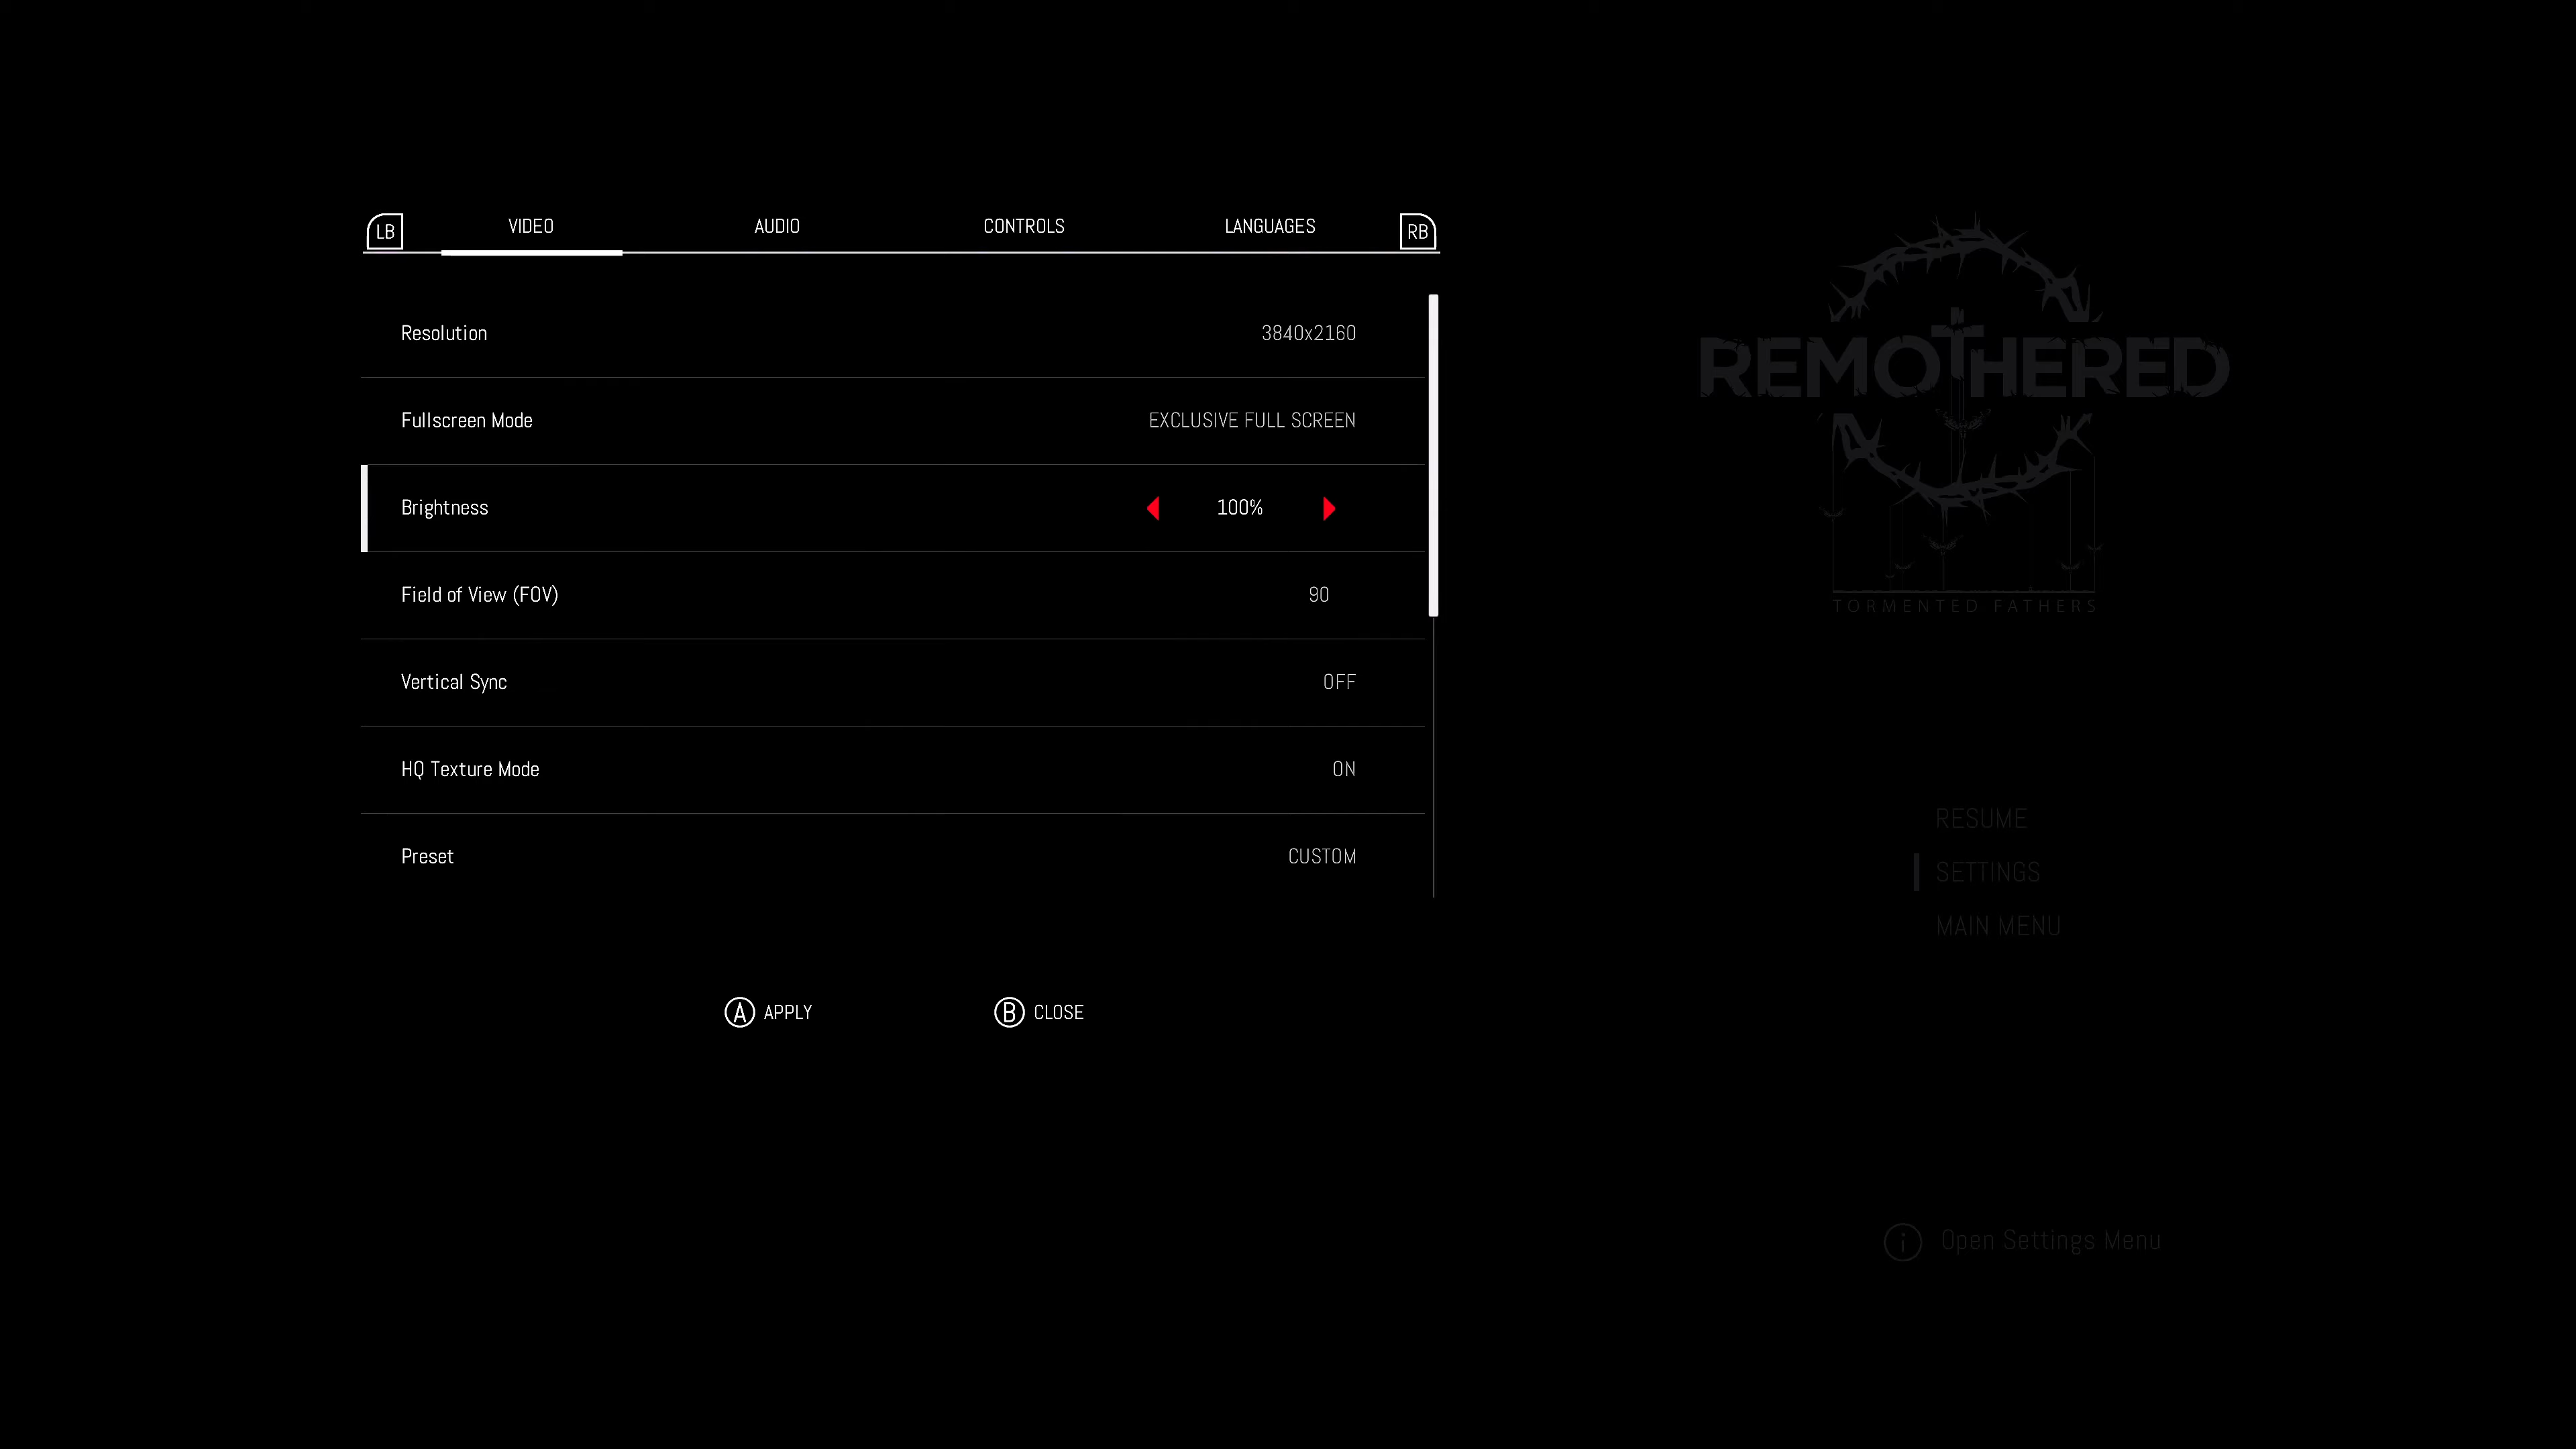 LB VIDEO AUDIO CONTROLS LANGUAGES RB
Resolution 3840x2160
Fullscreen Mode EXCLUSIVE FULL SCREEN
Brightness 100%
Field of View (FOV) 90
Vertical Sync OFF
HQ Texture Mode ON
Preset CUSTOM
A APPLY B CLOSE
REMOTHERED
TORMENTED FATHERS
RESUME
SETTINGS
MAIN MENU
i Open Settings Menu